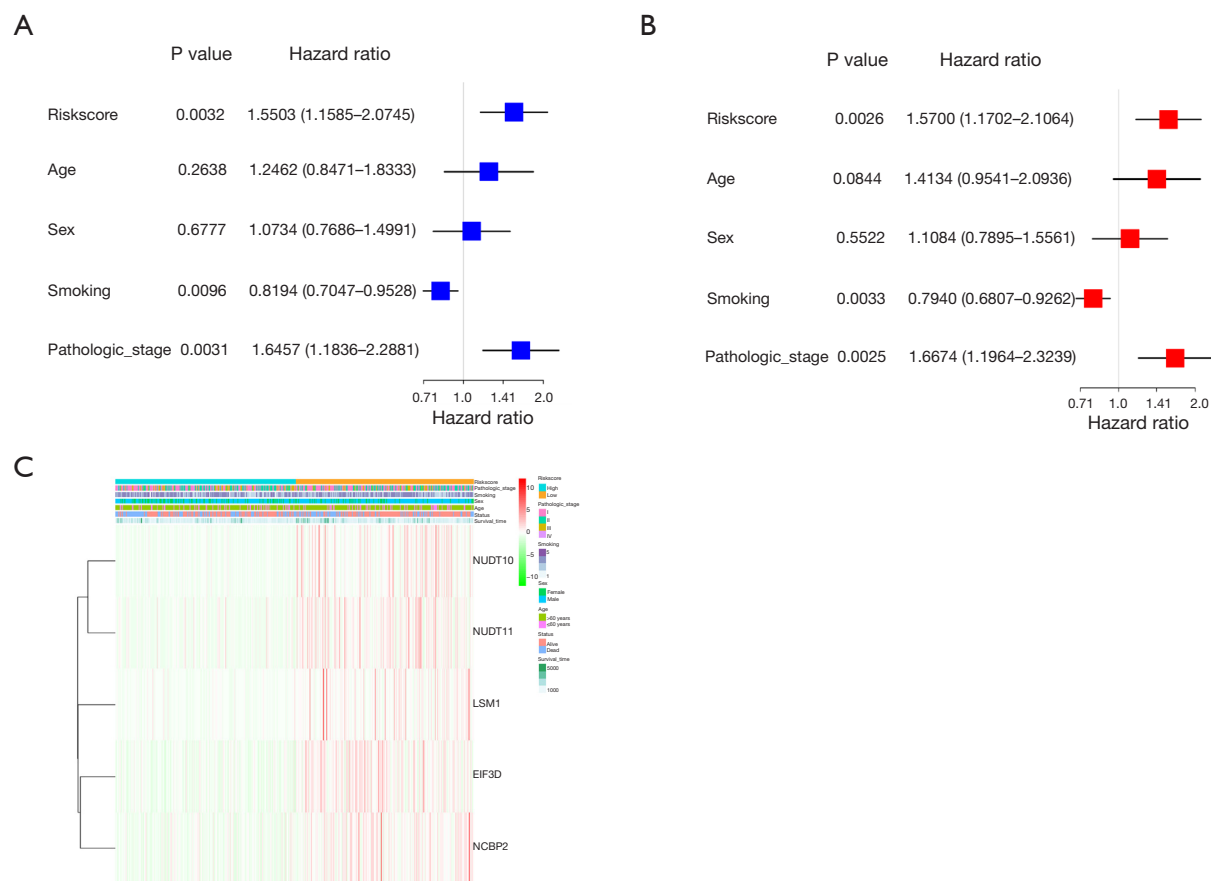 A
P value Hazard ratio
Riskscore 0.0032 1.5503 (1.1585–2.0745)
Age 0.2638 1.2462 (0.8471–1.8333)
Sex 0.6777 1.0734 (0.7686–1.4991)
Smoking 0.0096 0.8194 (0.7047–0.9528)
Pathologic_stage 0.0031 1.6457 (1.1836–2.2881)
0.71 1.0 1.41 2.0
Hazard ratio
B
P value Hazard ratio
Riskscore 0.0026 1.5700 (1.1702–2.1064)
Age 0.0844 1.4134 (0.9541–2.0936)
Sex 0.5522 1.1084 (0.7895–1.5561)
Smoking 0.0033 0.7940 (0.6807–0.9262)
Pathologic_stage 0.0025 1.6674 (1.1964–2.3239)
0.71 1.0 1.41 2.0
Hazard ratio
C
Riskscore
Pathologic_stage
Smoking
Sex
Age
Status
Survival_time
NUDT10
NUDT11
LSM1
EIF3D
NCBP2
10
5
0
−5
−10
Riskscore
High
Low
Pathologic_stage
I
II
III
IV
Smoking
5
1
Sex
Female
Male
Age
>60 years
≤60 years
Status
Alive
Dead
Survival_time
5000
1000